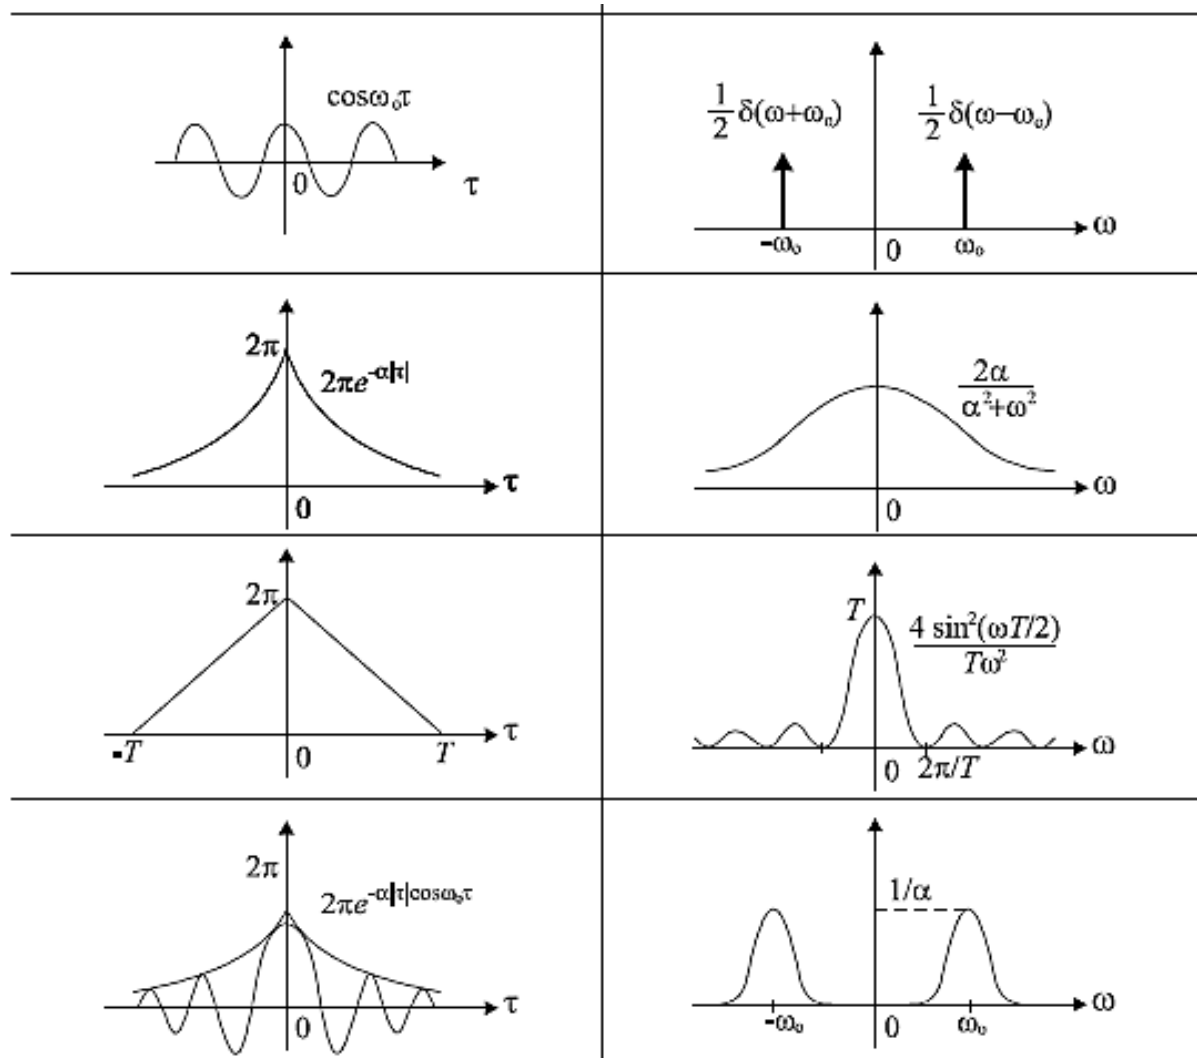 cosω₀τ
0
τ
1/2 δ(ω+ω₀)
1/2 δ(ω−ω₀)
-ω₀
0
ω₀
ω
2π
2πe^-α|τ|
0
τ
2α/α²+ω²
0
ω
2π
-T
0
T
τ
T
4 sin²(ωT/2)/Tω²
0
2π/T
ω
2π
2πe^-α|τ|cosω₀τ
0
τ
1/α
-ω₀
0
ω₀
ω